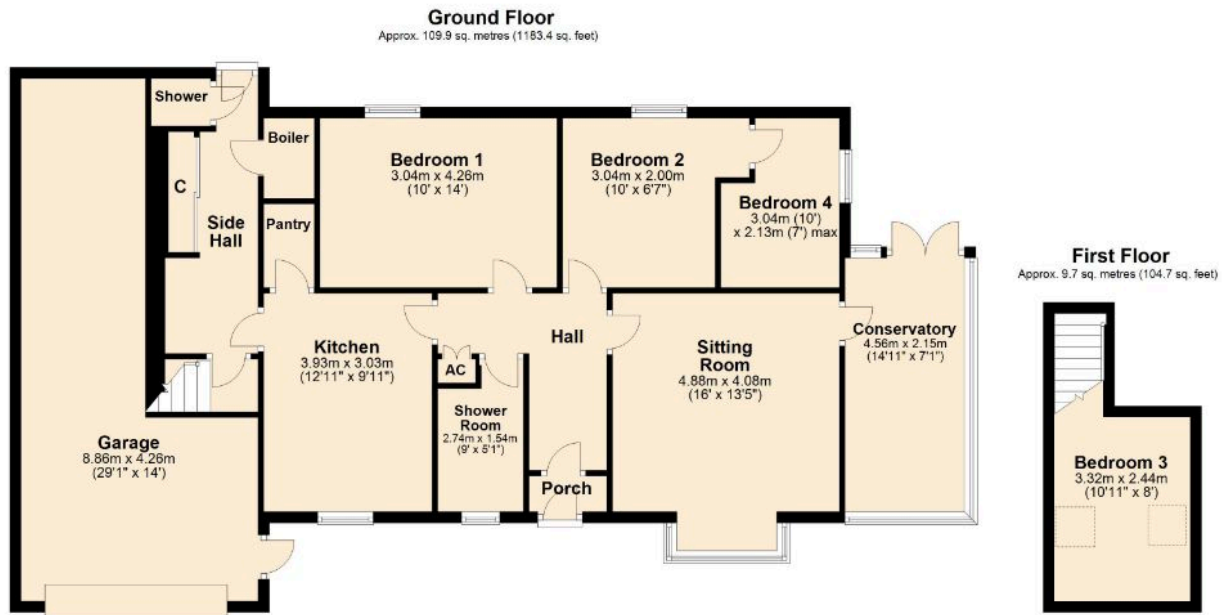 Ground Floor
Approx. 109.9 sq. metres (1183.4 sq. feet)
Shower
Boiler
C
Side
Hall
Pantry
Bedroom 1
3.04m x 4.26m
(10' x 14')
Bedroom 2
3.04m x 2.00m
(10' x 6'7")
Bedroom 4
3.04m (10')
x 2.13m (7') max
Kitchen
3.93m x 3.03m
(12'11" x 9'11")
AC
Hall
Shower
Room
2.74m x 1.54m
(9' x 5'1")
Porch
Sitting
Room
4.88m x 4.08m
(16' x 13'5")
Conservatory
4.56m x 2.15m
(14'11" x 7'1")
Garage
8.86m x 4.26m
(29'1" x 14')
First Floor
Approx. 9.7 sq. metres (104.7 sq. feet)
Bedroom 3
3.32m x 2.44m
(10'11" x 8')